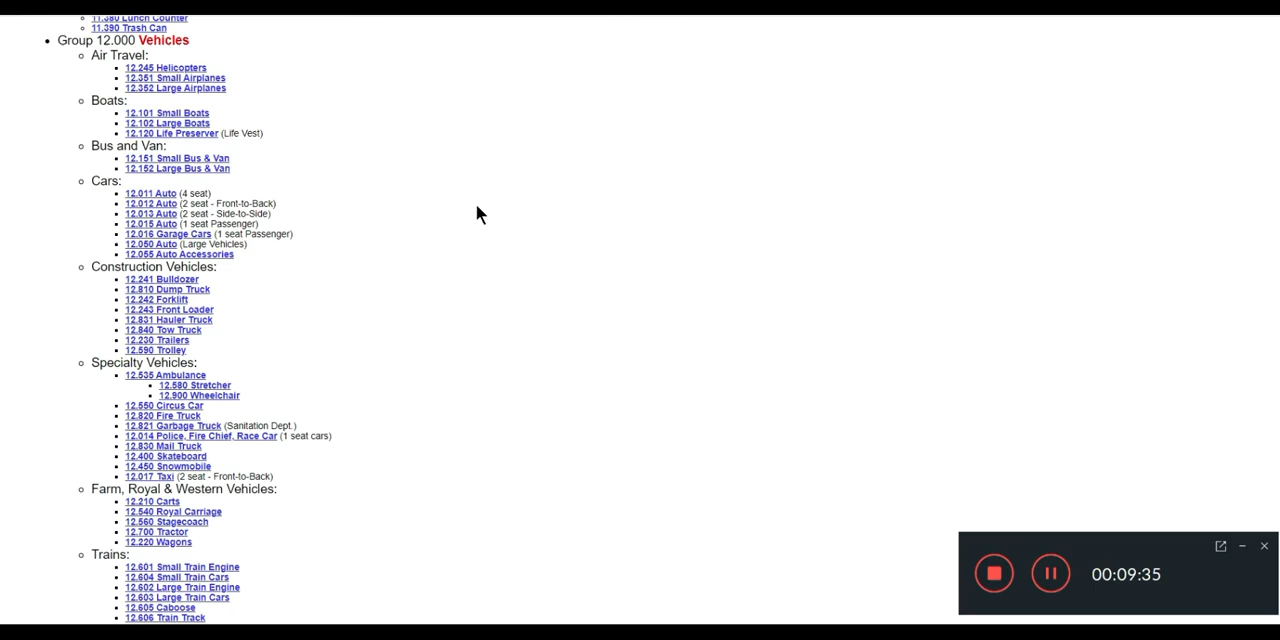 11.380 Lunch Counter
11.390 Trash Can
Group 12.000 Vehicles
Air Travel:
12.245 Helicopters
12.351 Small Airplanes
12.352 Large Airplanes
Boats:
12.101 Small Boats
12.102 Large Boats
12.120 Life Preserver (Life Vest)
Bus and Van:
12.151 Small Bus & Van
12.152 Large Bus & Van
Cars:
12.011 Auto (4 seat)
12.012 Auto (2 seat - Front-to-Back)
12.013 Auto (2 seat - Side-to-Side)
12.015 Auto (1 seat Passenger)
12.016 Garage Cars (1 seat Passenger)
12.050 Auto (Large Vehicles)
12.055 Auto Accessories
Construction Vehicles:
12.241 Bulldozer
12.810 Dump Truck
12.242 Forklift
12.243 Front Loader
12.831 Hauler Truck
12.840 Tow Truck
12.230 Trailers
12.590 Trolley
Specialty Vehicles:
12.535 Ambulance
12.580 Stretcher
12.900 Wheelchair
12.550 Circus Car
12.820 Fire Truck
12.821 Garbage Truck (Sanitation Dept.)
12.014 Police, Fire Chief, Race Car (1 seat cars)
12.830 Mail Truck
12.400 Skateboard
12.450 Snowmobile
12.017 Taxi (2 seat - Front-to-Back)
Farm, Royal & Western Vehicles:
12.210 Carts
12.540 Royal Carriage
12.560 Stagecoach
12.700 Tractor
12.220 Wagons
Trains:
12.601 Small Train Engine
12.604 Small Train Cars
12.602 Large Train Engine
12.603 Large Train Cars
12.605 Caboose
12.606 Train Track
00:09:35